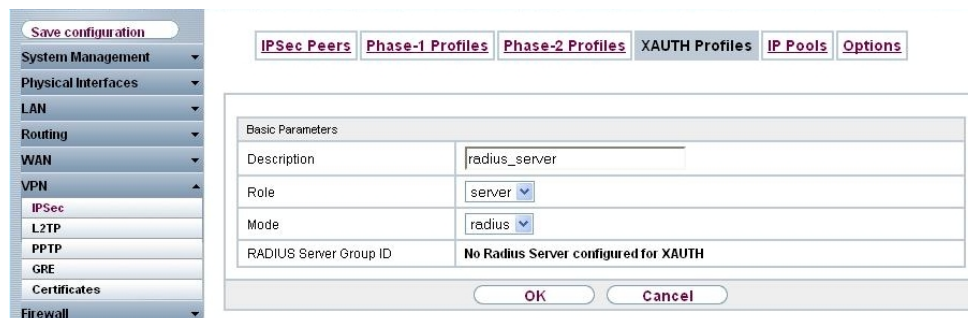 Save configuration
System Management
Physical Interfaces
LAN
Routing
WAN
VPN
IPSec
L2TP
PPTP
GRE
Certificates
Firewall
IPSec Peers Phase-1 Profiles Phase-2 Profiles XAUTH Profiles IP Pools Options
Basic Parameters
Description radius_server
Role server
Mode radius
RADIUS Server Group ID No Radius Server configured for XAUTH
OK Cancel